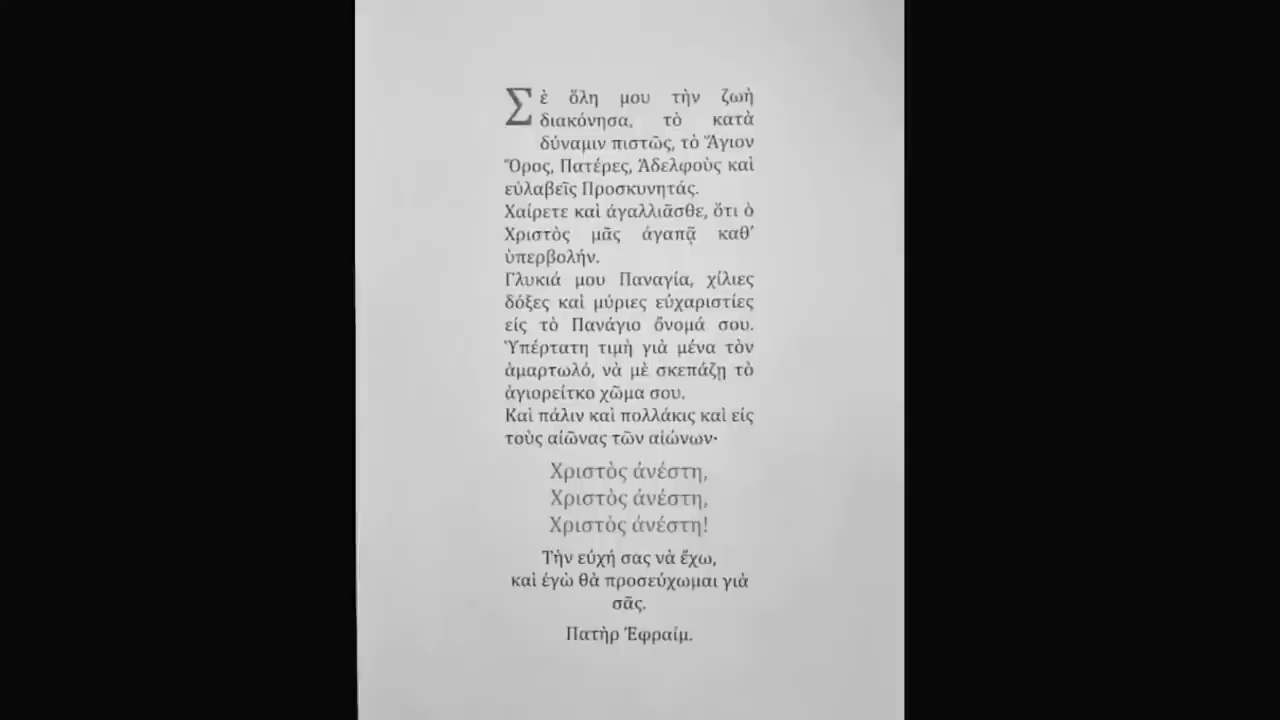 Σὲ ὅλη μου τὴν ζωὴ
διακόνησα, τὸ κατὰ
δύναμιν πιστῶς, τὸ Ἅγιον
Ὄρος, Πατέρες, Ἀδελφοὺς καὶ
εὐλαβεῖς Προσκυνητάς.
Χαίρετε καὶ ἀγαλλιᾶσθε, ὅτι ὁ
Χριστὸς μᾶς ἀγαπᾷ καθ’
ὑπερβολήν.
Γλυκιά μου Παναγία, χίλιες
δόξες καὶ μύριες εὐχαριστίες
εἰς τὸ Πανάγιο ὄνομά σου.
Ὑπέρτατη τιμὴ γιὰ μένα τὸν
ἁμαρτωλό, νὰ μὲ σκεπάζῃ τὸ
ἁγιορείτκο χῶμα σου.
Καὶ πάλιν καὶ πολλάκις καὶ εἰς
τοὺς αἰῶνας τῶν αἰώνων·
Χριστὸς ἀνέστη,
Χριστὸς ἀνέστη,
Χριστὸς ἀνέστη!
Τὴν εὐχή σας νὰ ἔχω,
καὶ ἐγὼ θὰ προσεύχωμαι γιὰ
σᾶς.
Πατὴρ Ἐφραίμ.